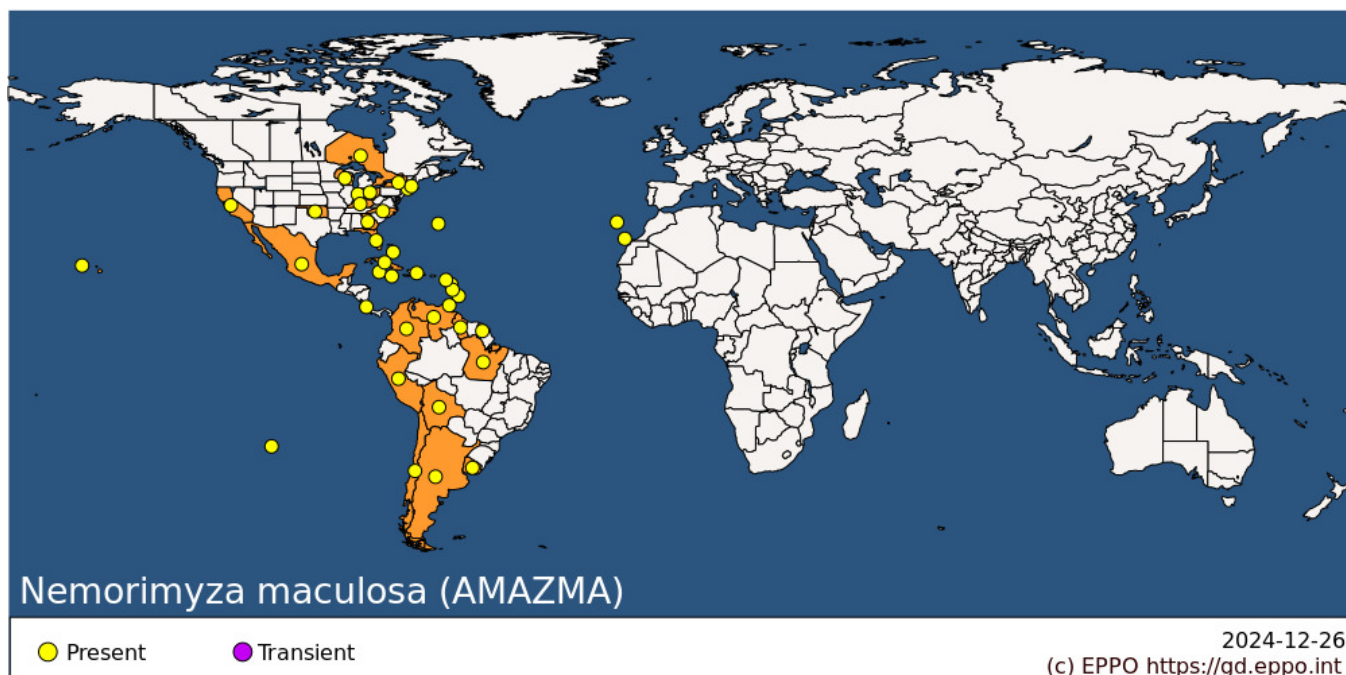 Nemorimyza maculosa (AMAZMA)
Present
Transient
2024-12-26
(c) EPPO https://gd.eppo.int